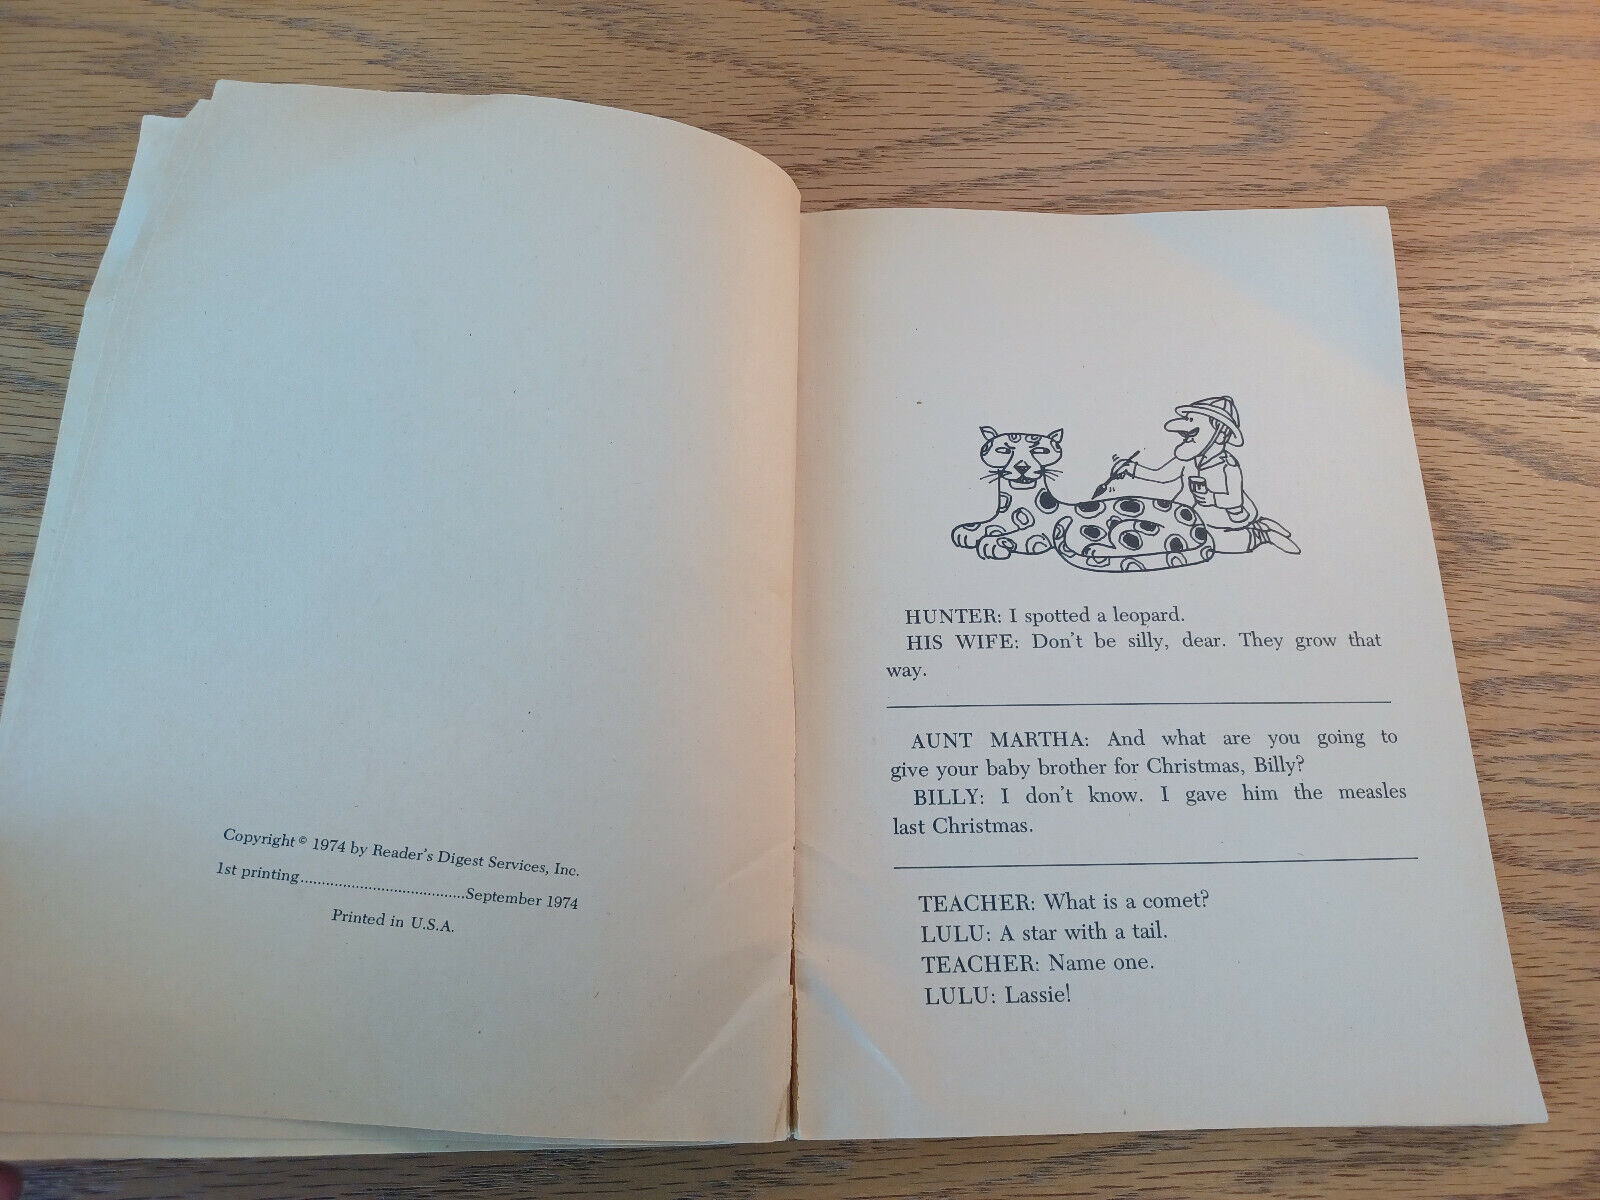 Copyright © 1974 by Reader's Digest Services, Inc.
1st printing.......................................September 1974
Printed in U.S.A.
HUNTER: I spotted a leopard.
HIS WIFE: Don't be silly, dear. They grow that
way.
AUNT MARTHA: And what are you going to
give your baby brother for Christmas, Billy?
BILLY: I don't know. I gave him the measles
last Christmas.
TEACHER: What is a comet?
LULU: A star with a tail.
TEACHER: Name one.
LULU: Lassie!